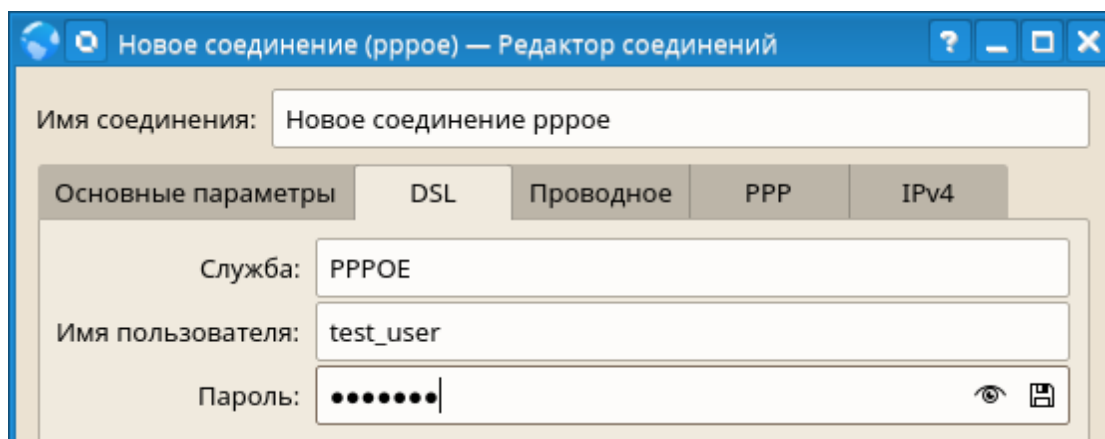 Новое соединение (pppoe) — Редактор соединений
Имя соединения: Новое соединение pppoe
Основные параметры DSL Проводное PPP IPv4
Служба: PPPOE
Имя пользователя: test_user
Пароль: •••••••